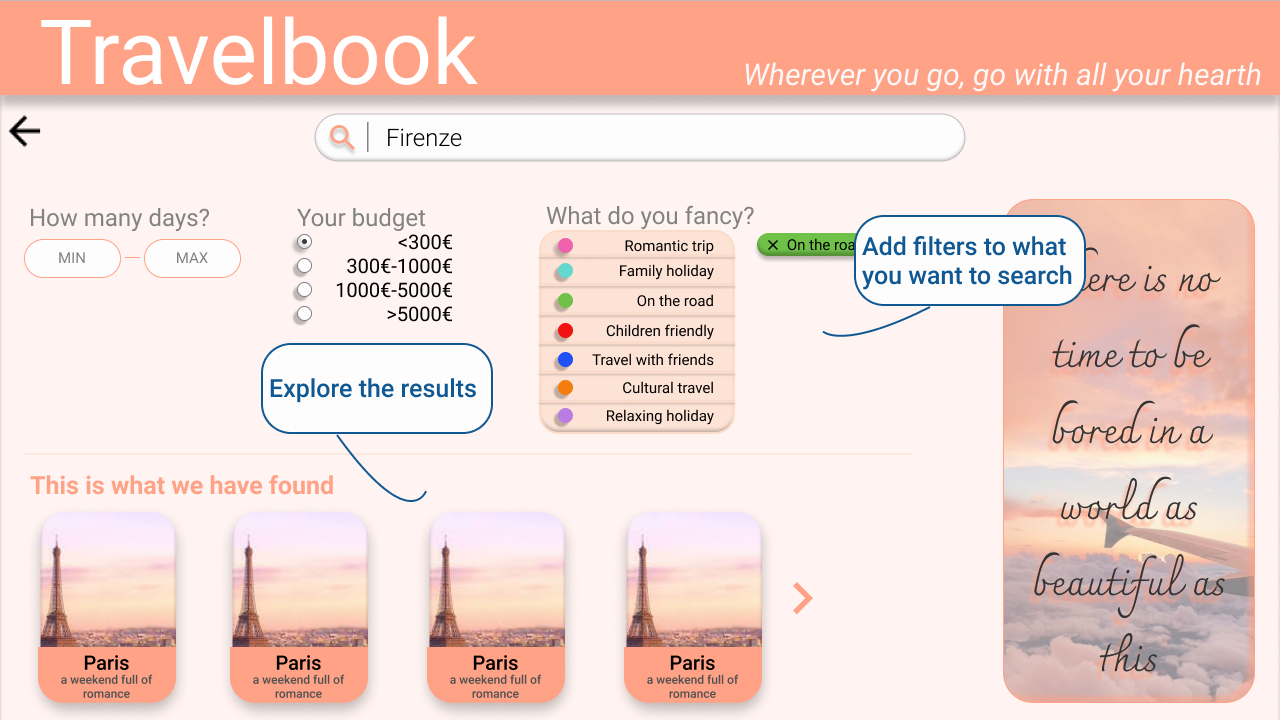 Travelbook
Wherever you go, go with all your hearth
Firenze
How many days?
MIN
MAX
Your budget
<300€
300€-1000€
1000€-5000€
>5000€
What do you fancy?
Romantic trip
Family holiday
On the road
Children friendly
Travel with friends
Cultural travel
Relaxing holiday
× On the roa
Add filters to what
you want to search
Explore the results
ere is no
time to be
bored in a
world as
beautiful as
this
This is what we have found
Paris
a weekend full of
romance
Paris
a weekend full of
romance
Paris
a weekend full of
romance
Paris
a weekend full of
romance